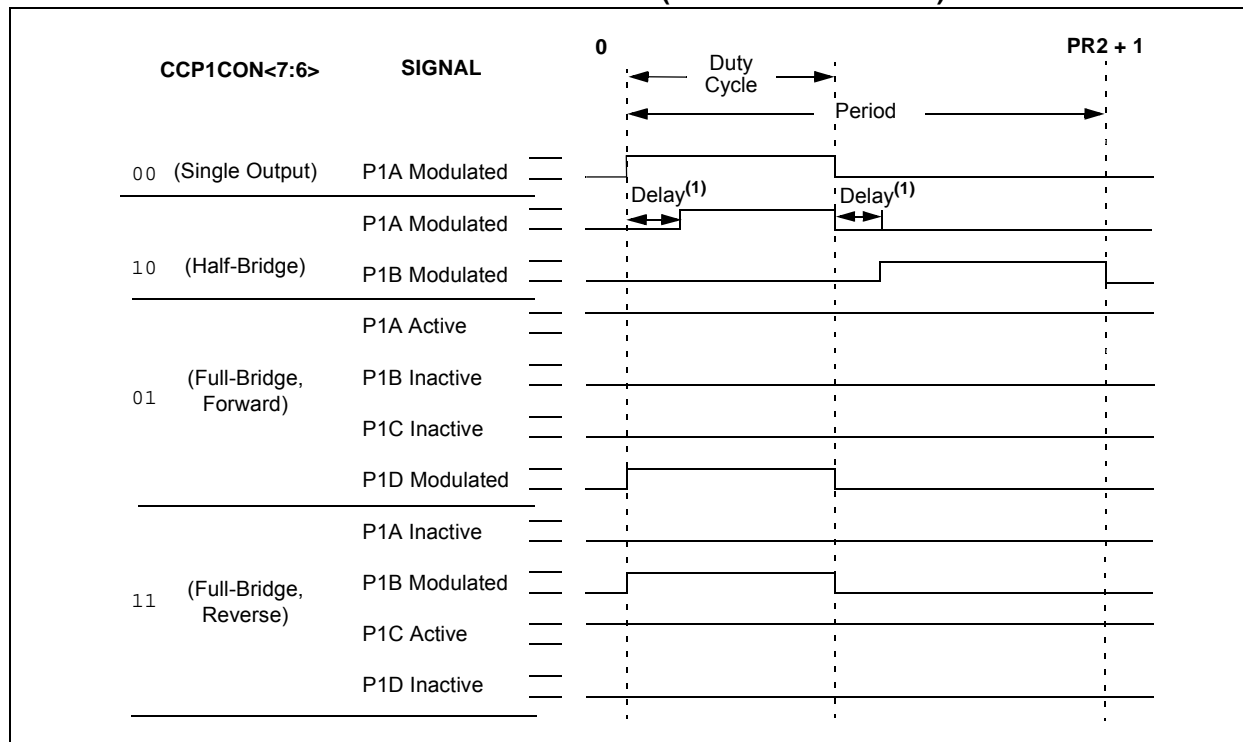 0
PR2 + 1
CCP1CON<7:6>
SIGNAL
Duty
Cycle
Period
00 (Single Output) P1A Modulated
Delay(1)
Delay(1)
P1A Modulated
10 (Half-Bridge)
P1B Modulated
P1A Active
01 (Full-Bridge,
Forward)
P1B Inactive
P1C Inactive
P1D Modulated
P1A Inactive
11 (Full-Bridge,
Reverse)
P1B Modulated
P1C Active
P1D Inactive